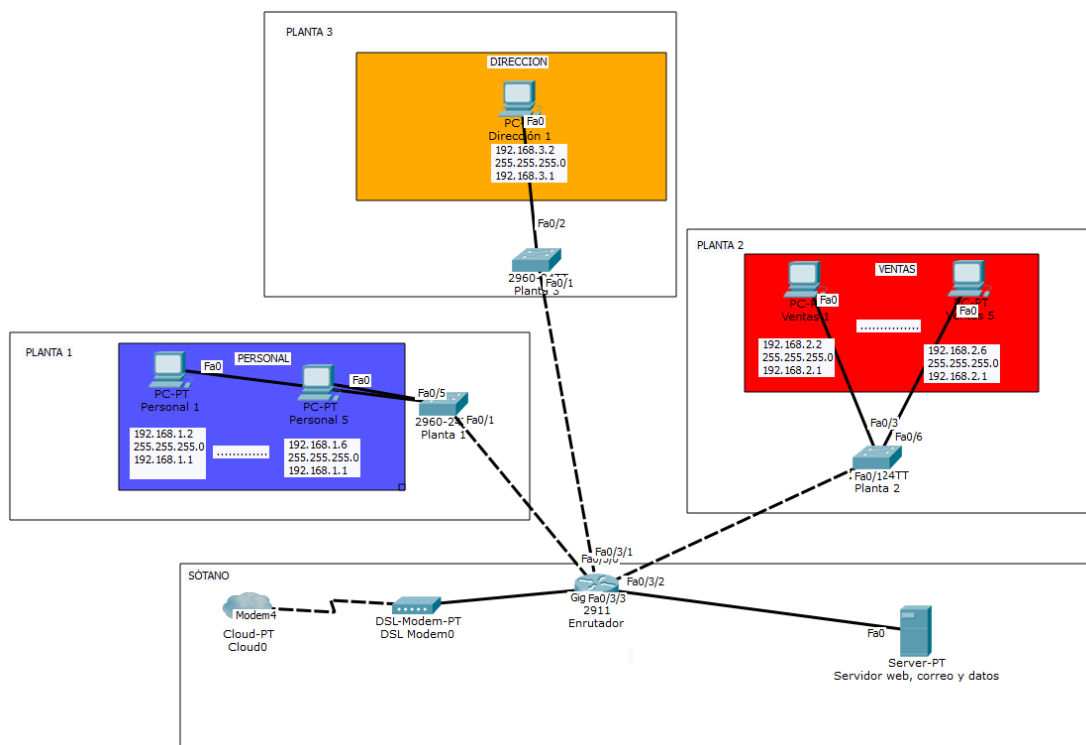 PLANTA 3
DIRECCION
Fa0
Dirección 1
192.168.3.2
255.255.255.0
192.168.3.1
Fa0/2
Fa0/1
Planta 3
PLANTA 2
VENTAS
Fa0
Ventas 1
Fa0
..............
192.168.2.2
255.255.255.0
192.168.2.1
192.168.2.6
255.255.255.0
192.168.2.1
Fa0/3
Fa0/6
Fa0/1
24TT
Planta 2
PLANTA 1
PERSONAL
Fa0
PC-PT
Personal 1
Fa0
PC-PT
Personal 5
Fa0/5
Fa0/1
Planta 1
192.168.1.2
255.255.255.0
192.168.1.1
.............
192.168.1.6
255.255.255.0
192.168.1.1
SÓTANO
Fa0/3/1
Fa0/3/2
Gig
Fa0/3/3
2911
Enrutador
Modem4
Cloud-PT
Cloud0
DSL-Modem-PT
DSL Modem0
Fa0
Server-PT
Servidor web, correo y datos